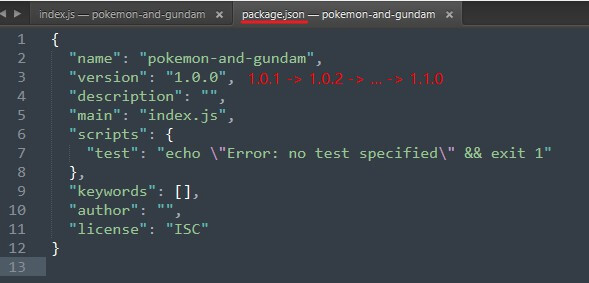 index.js — pokemon-and-gundam × package.json — pokemon-and-gundam ×
1 {
2 "name": "pokemon-and-gundam",
3 "version": "1.0.0", 1.0.1 -> 1.0.2 -> ... -> 1.1.0
4 "description": "",
5 "main": "index.js",
6 "scripts": {
7 "test": "echo \"Error: no test specified\" && exit 1"
8 },
9 "keywords": [],
10 "author": "",
11 "license": "ISC"
12 }
13